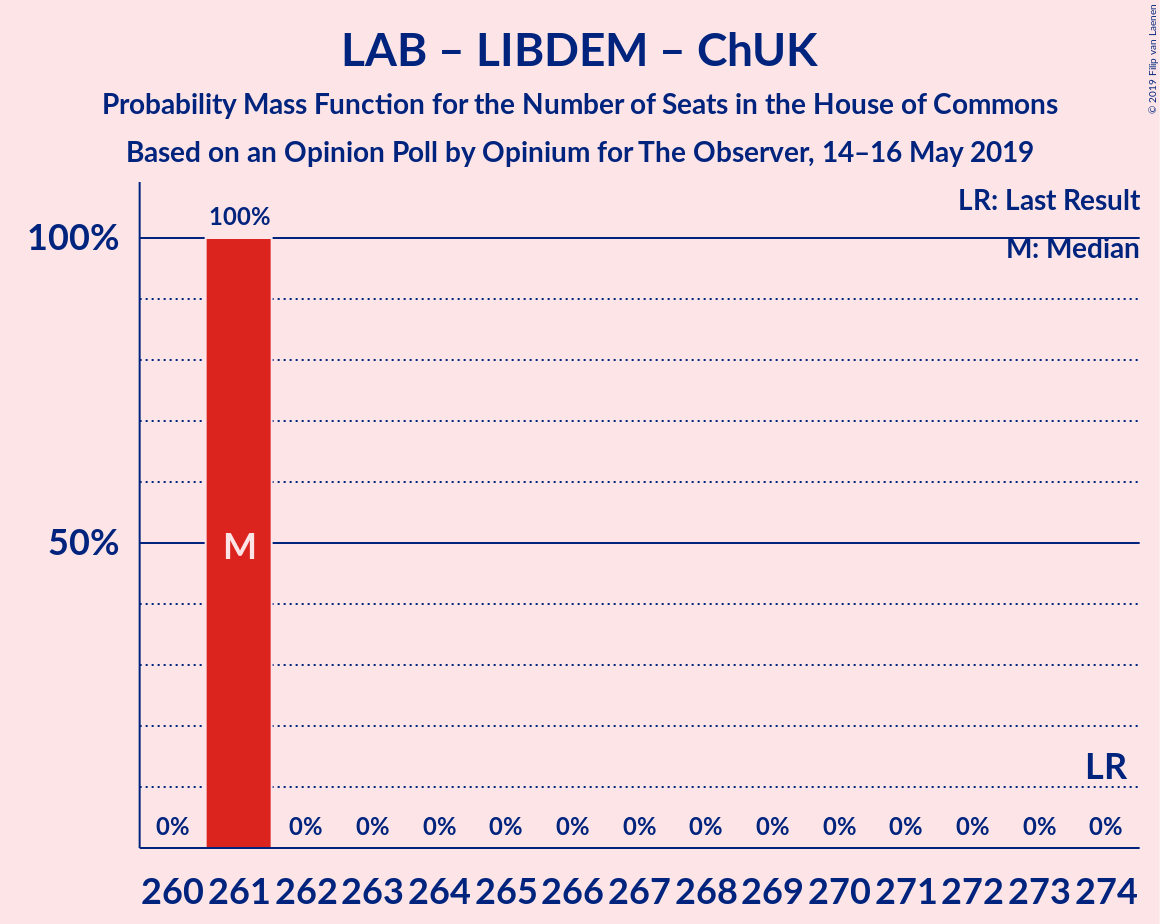 LAB – LIBDEM – ChUK
Probability Mass Function for the Number of Seats in the House of Commons
Based on an Opinion Poll by Opinium for The Observer, 14–16 May 2019
© 2019 Filip van Laenen
LR: Last Result
M: Median
100%
100%
50%
M
LR
0% 0% 0% 0% 0% 0% 0% 0% 0% 0% 0% 0% 0% 0%
260 261 262 263 264 265 266 267 268 269 270 271 272 273 274